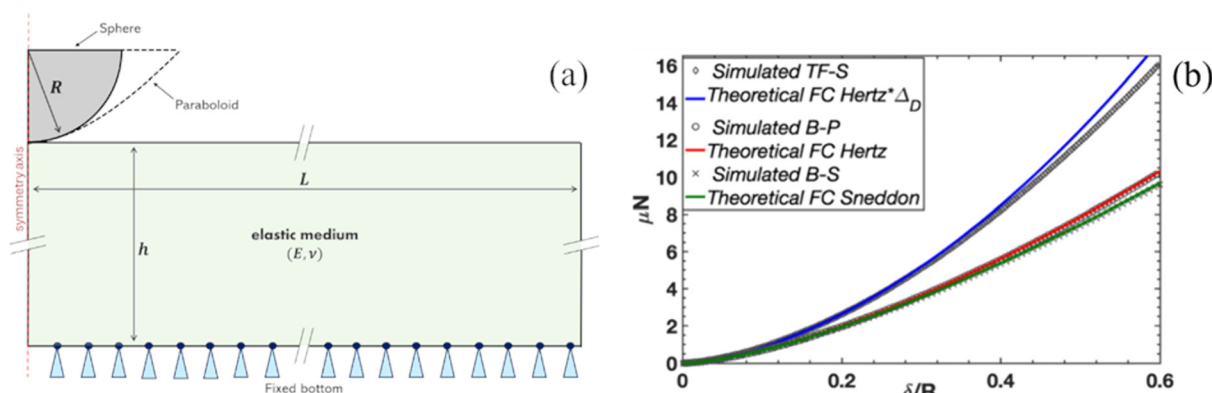 Sphere
R
Paraboloid
(a)
symmetry axis
L
h
elastic medium
(E, ν)
Fixed bottom
(b)
μN
16
14
12
10
8
6
4
2
0
Simulated TF-S
Theoretical FC Hertz*Δ_D
Simulated B-P
Theoretical FC Hertz
Simulated B-S
Theoretical FC Sneddon
0 0.2 0.4 0.6
δ/R